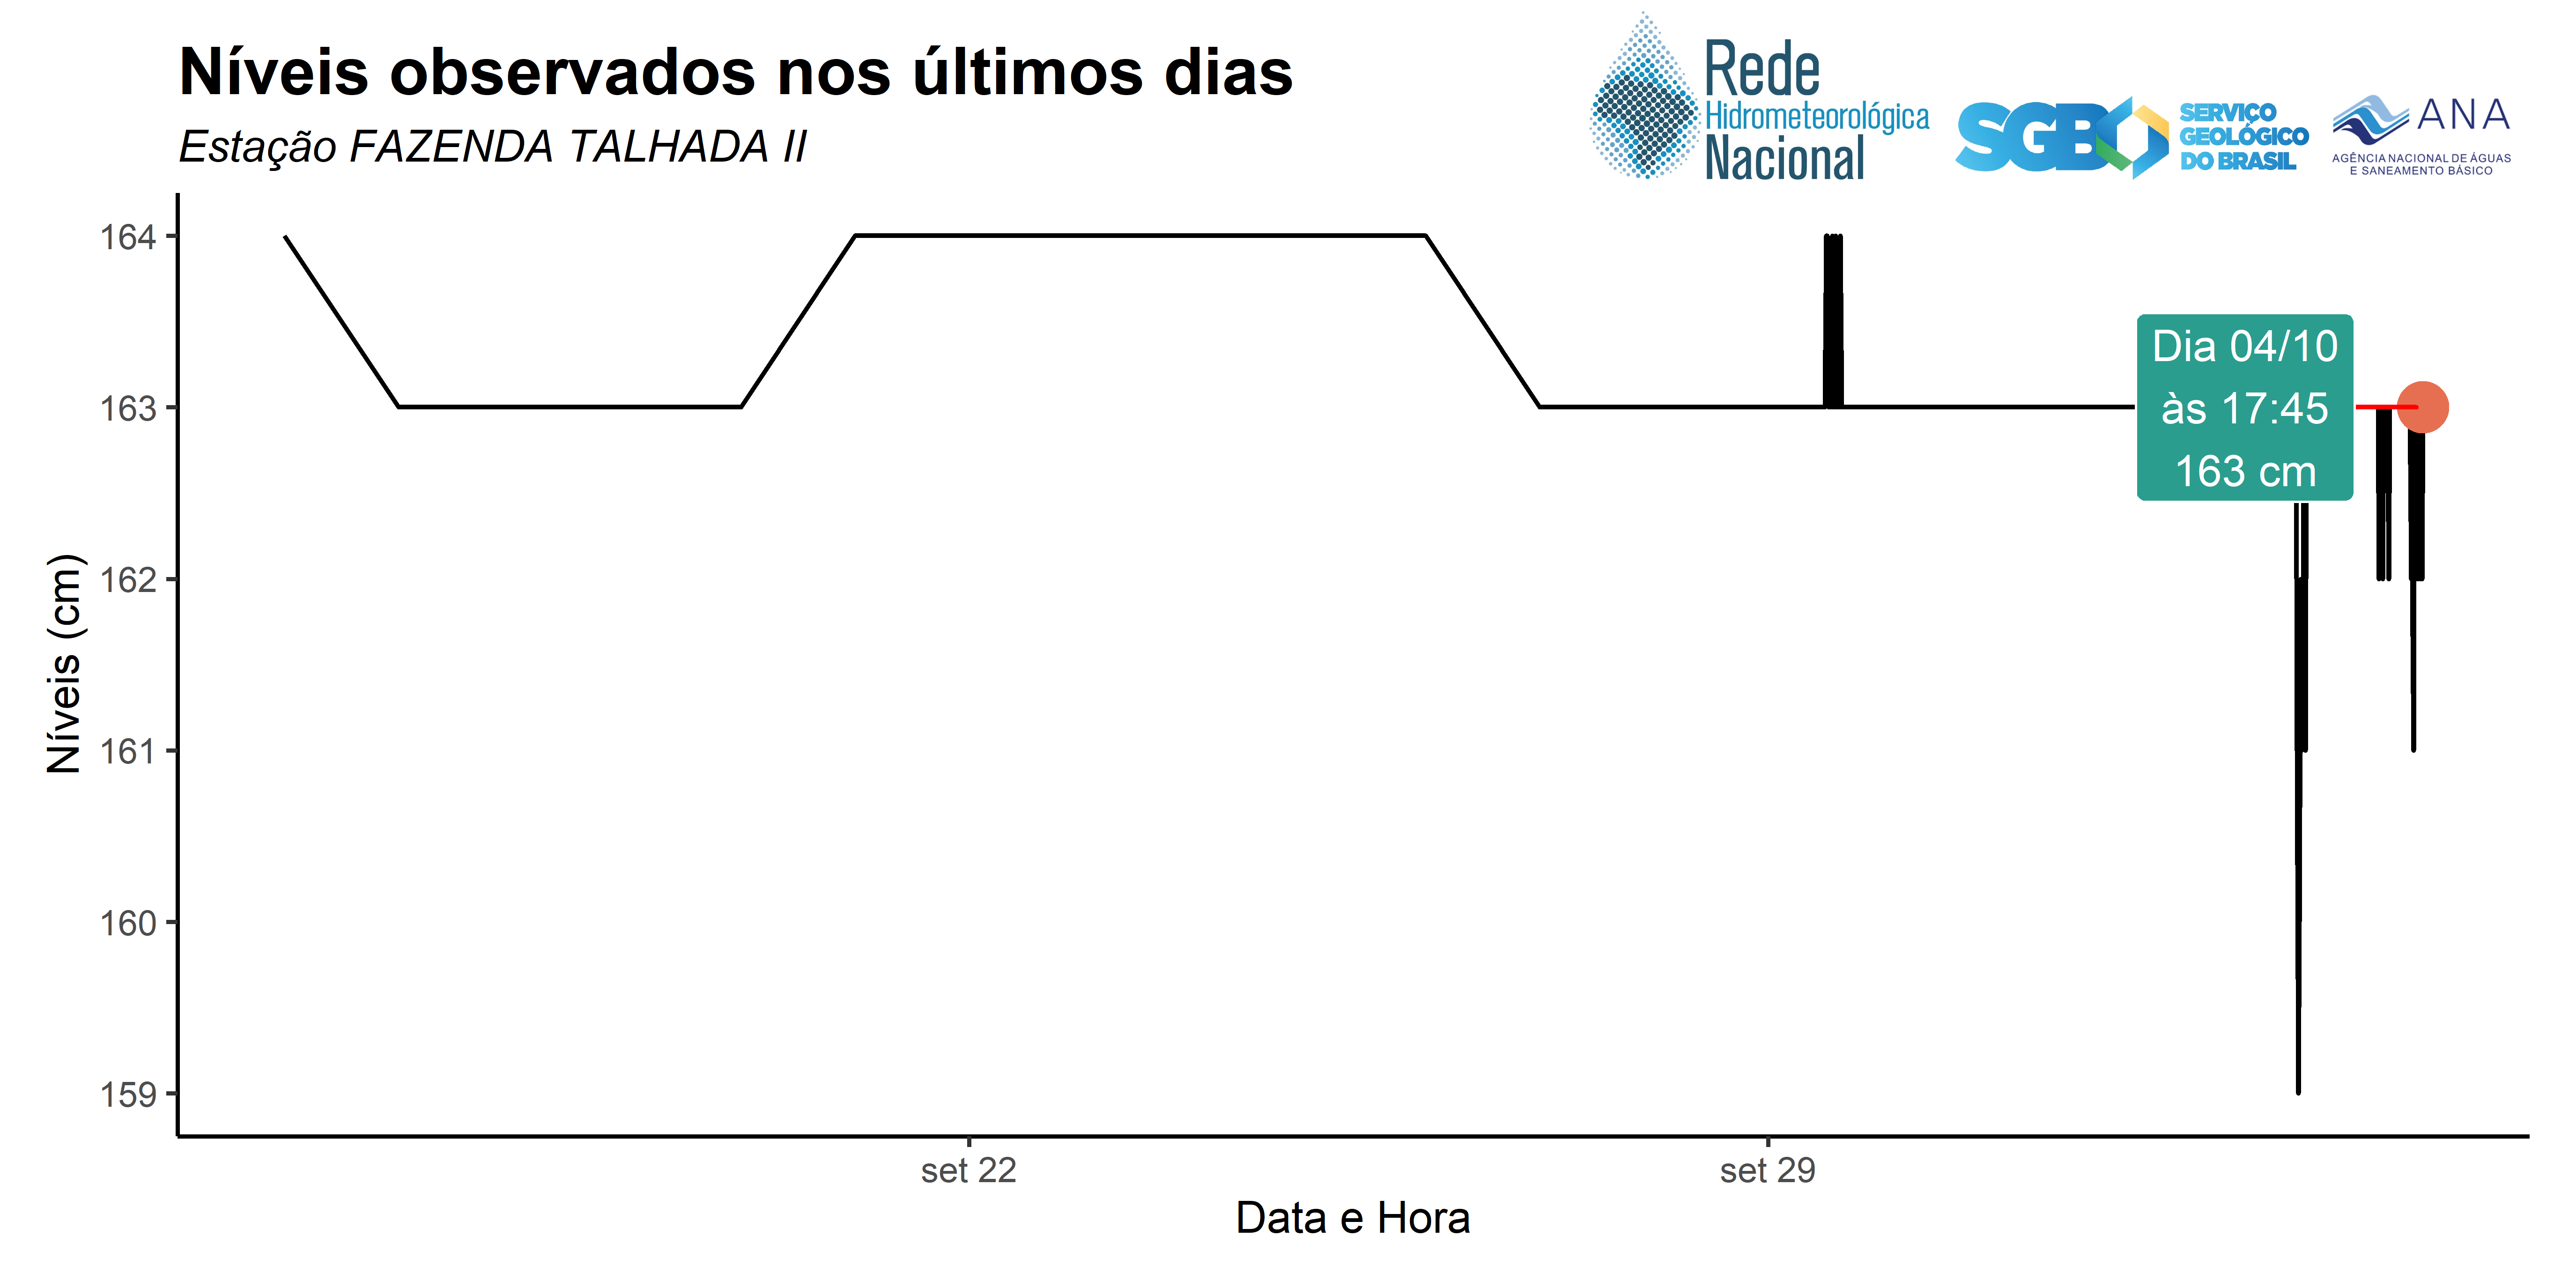 Níveis observados nos últimos dias
Estação FAZENDA TALHADA II
Rede
Hidrometeorológica
Nacional
SGB
SERVIÇO
GEOLÓGICO
DO BRASIL
ANA
AGÊNCIA NACIONAL DE ÁGUAS
E SANEAMENTO BÁSICO
Níveis (cm)
164
163
162
161
160
159
Dia 04/10
às 17:45
163 cm
set 22
set 29
Data e Hora